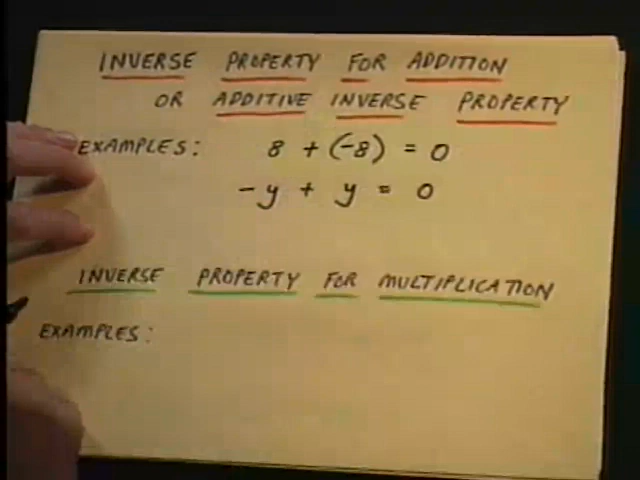 INVERSE PROPERTY FOR ADDITION
OR ADDITIVE INVERSE PROPERTY
EXAMPLES: 8 + (-8) = 0
-y + y = 0
INVERSE PROPERTY FOR MULTIPLICATION
EXAMPLES: